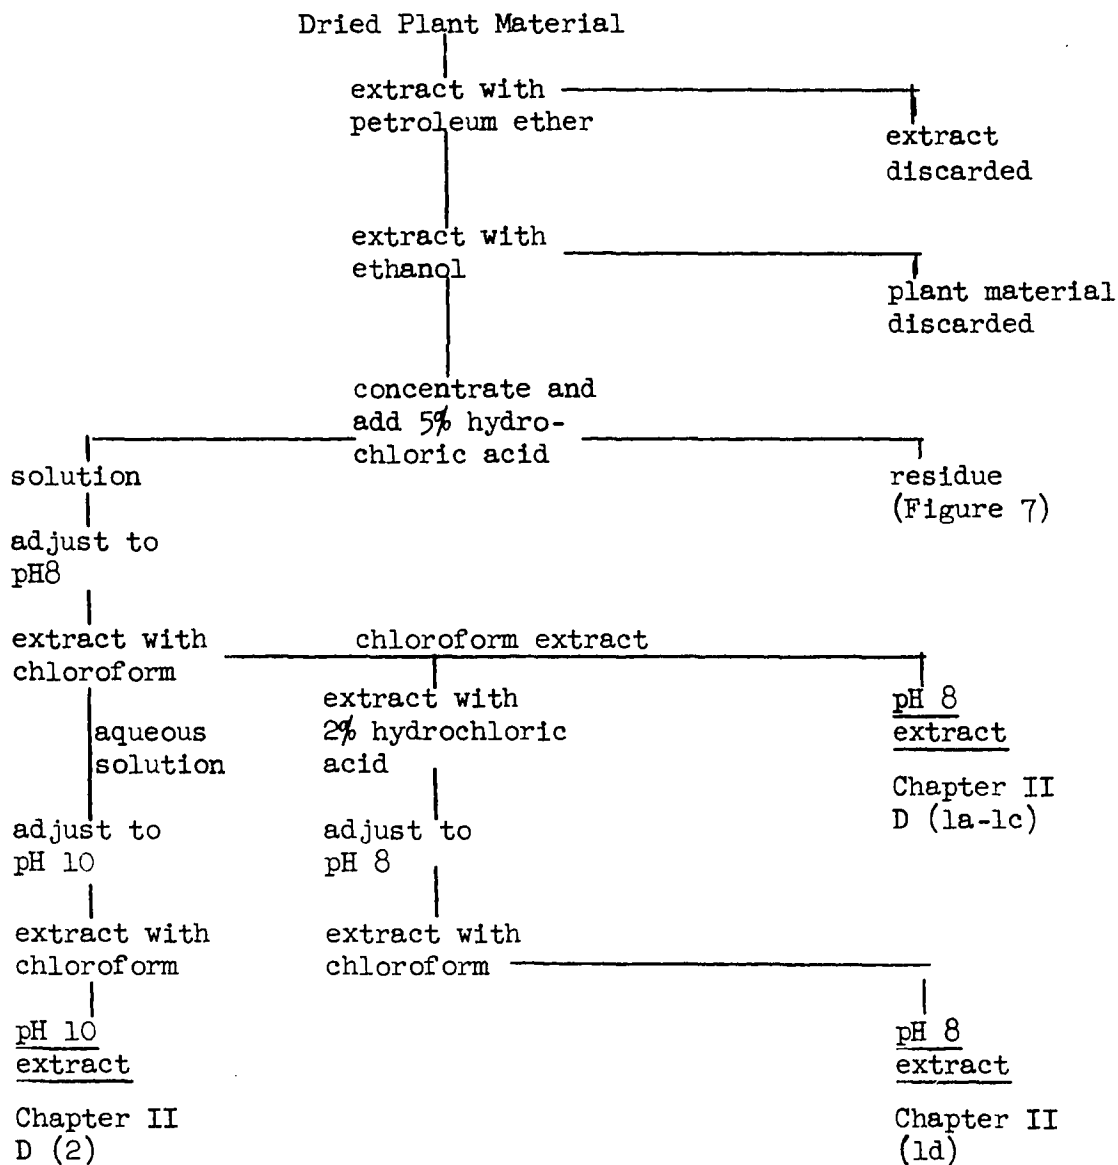 Dried Plant Material
extract with
petroleum ether
extract
discarded
extract with
ethanol
plant material
discarded
concentrate and
add 5% hydro-
chloric acid
solution
residue
(Figure 7)
adjust to
pH8
extract with
chloroform
chloroform extract
aqueous
solution
extract with
2% hydrochloric
acid
pH 8
extract
Chapter II
D (1a-1c)
adjust to
pH 10
adjust to
pH 8
extract with
chloroform
extract with
chloroform
pH 10
extract
Chapter II
D (2)
pH 8
extract
Chapter II
(1d)